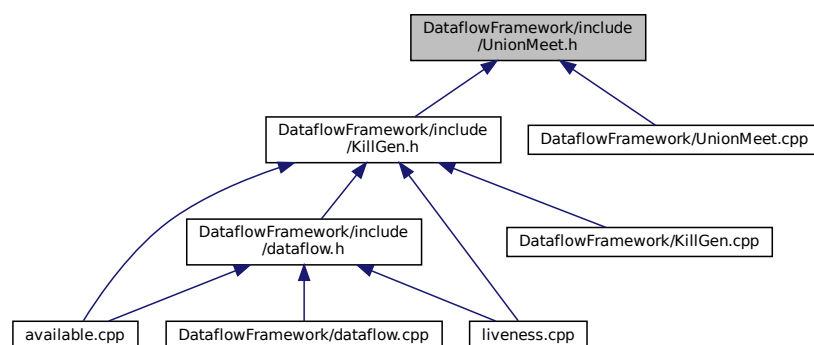 DataflowFramework/include
/UnionMeet.h
DataflowFramework/include
/KillGen.h
DataflowFramework/UnionMeet.cpp
DataflowFramework/include
/dataflow.h
DataflowFramework/KillGen.cpp
available.cpp
DataflowFramework/dataflow.cpp
liveness.cpp